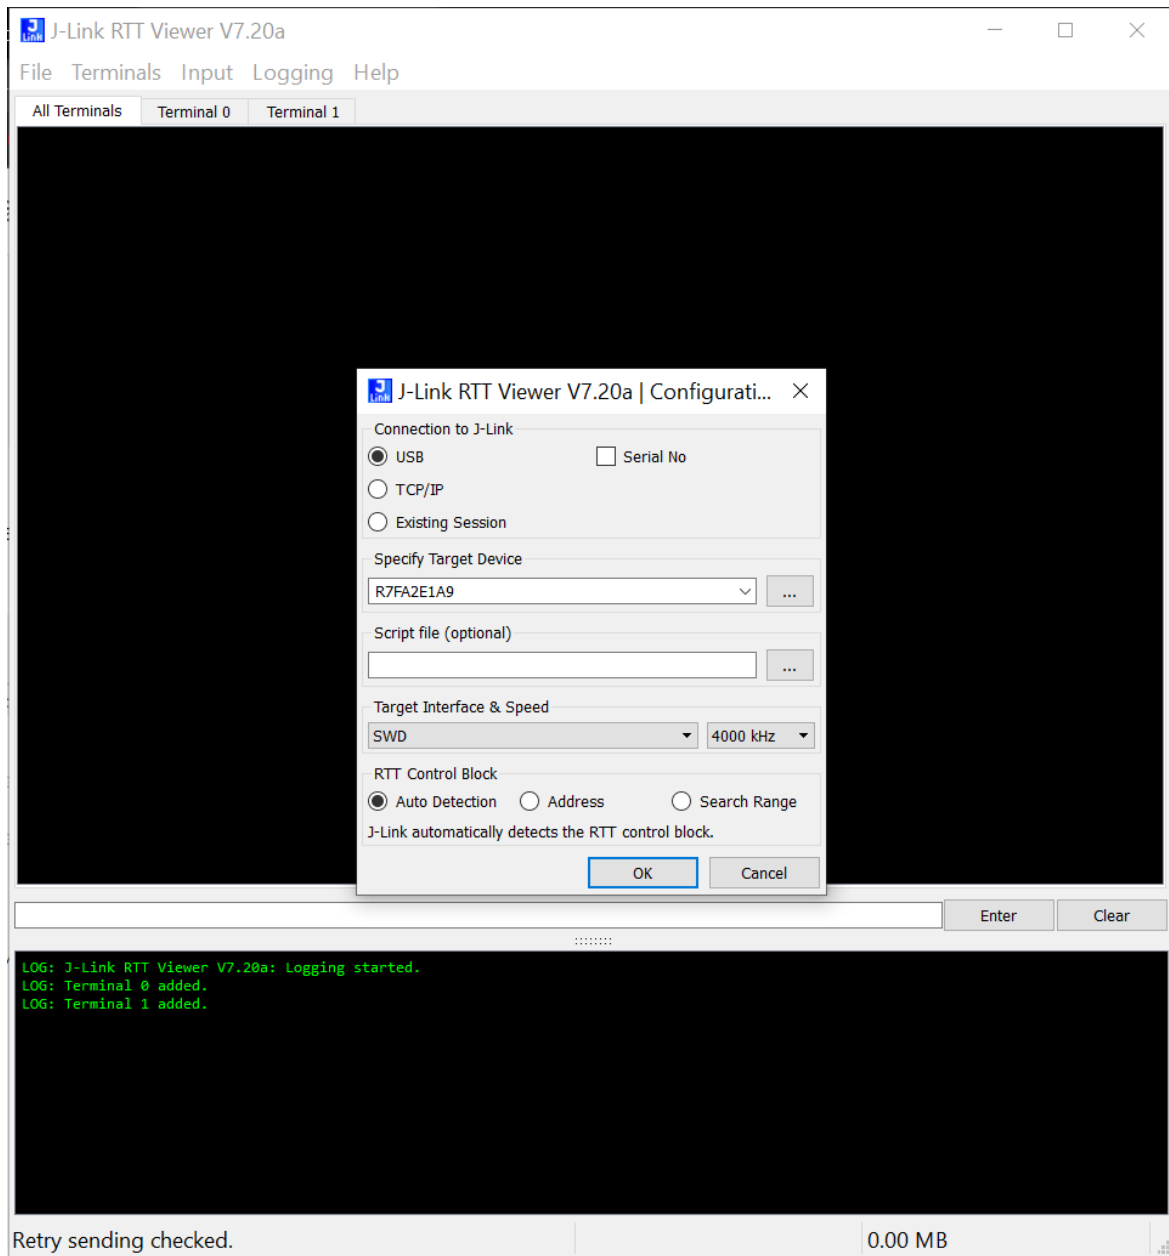 J-Link RTT Viewer V7.20a
File Terminals Input Logging Help
All Terminals Terminal 0 Terminal 1
J-Link RTT Viewer V7.20a | Configurati...
Connection to J-Link
USB Serial No
TCP/IP
Existing Session
Specify Target Device
R7FA2E1A9 ...
Script file (optional)
...
Target Interface & Speed
SWD 4000 kHz
RTT Control Block
Auto Detection Address Search Range
J-Link automatically detects the RTT control block.
OK Cancel
Enter Clear
LOG: J-Link RTT Viewer V7.20a: Logging started.
LOG: Terminal 0 added.
LOG: Terminal 1 added.
Retry sending checked. 0.00 MB